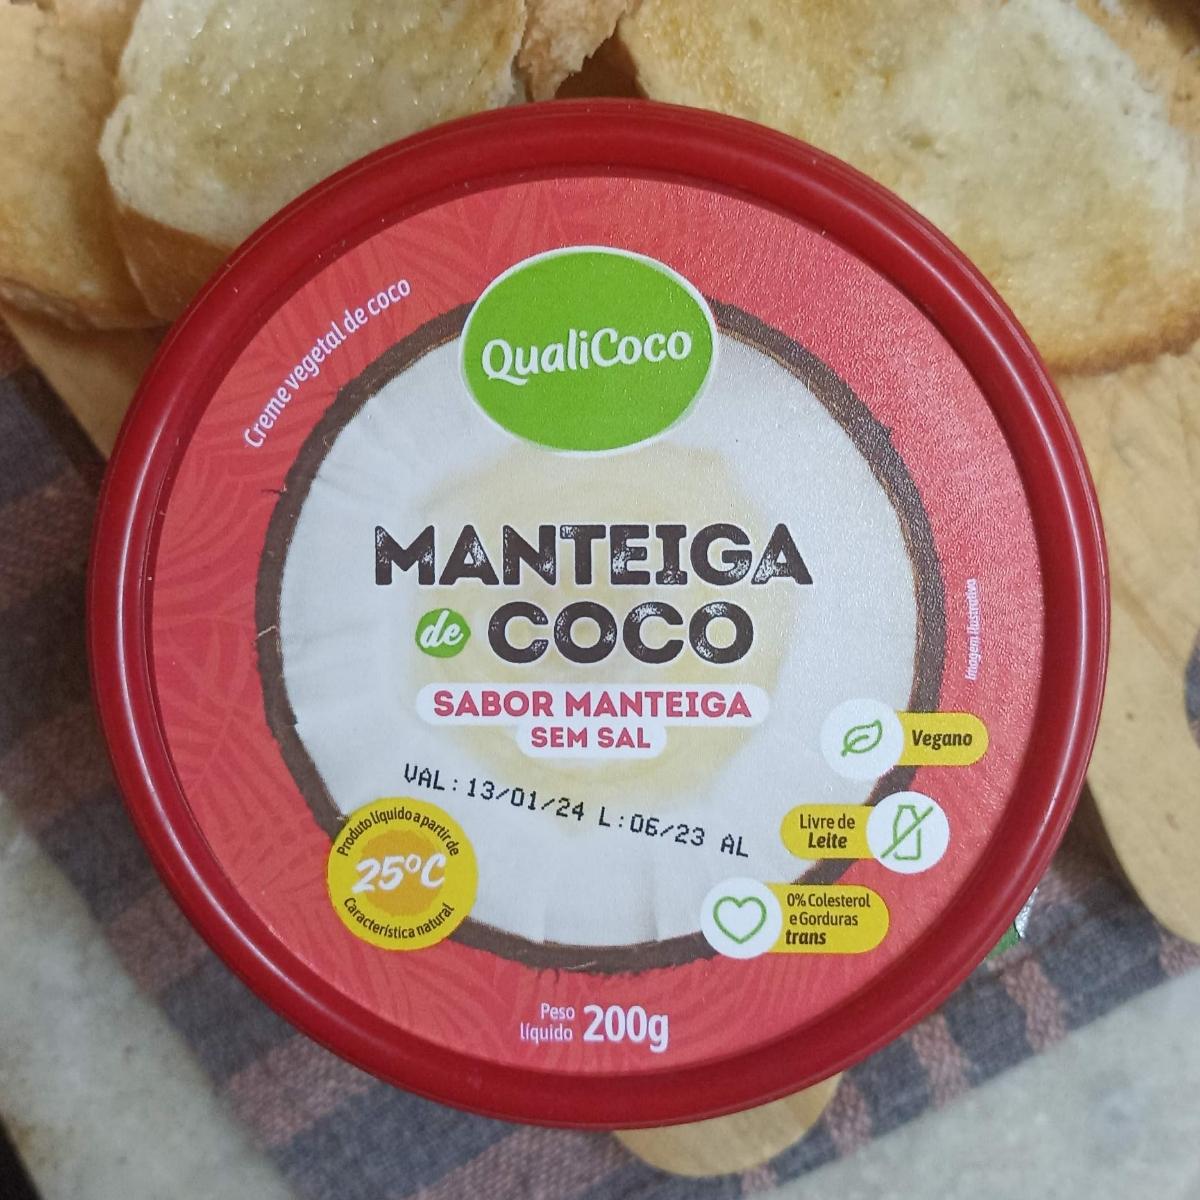 Creme vegetal de coco
QualiCoco
MANTEIGA
de COCO
SABOR MANTEIGA
SEM SAL
Imagem ilustrativa
VAL:13/01/24 L:06/23 AL
Vegano
Livre de
Leite
0% Colesterol
e Gorduras
trans
Produto líquido a partir de
25ºC
Característica natural
Peso
líquido 200g